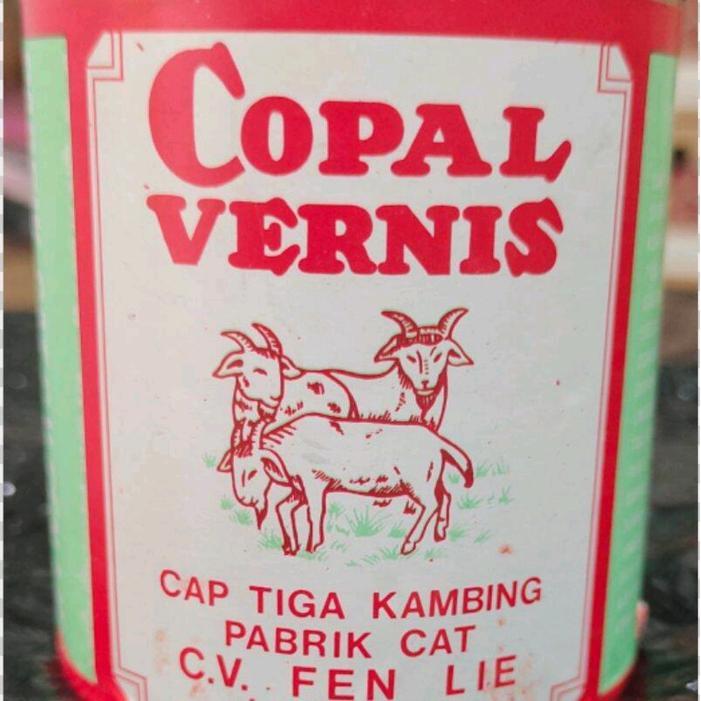 COPAL
VERNIS
CAP TIGA KAMBING
PABRIK CAT
C.V. FEN LIE